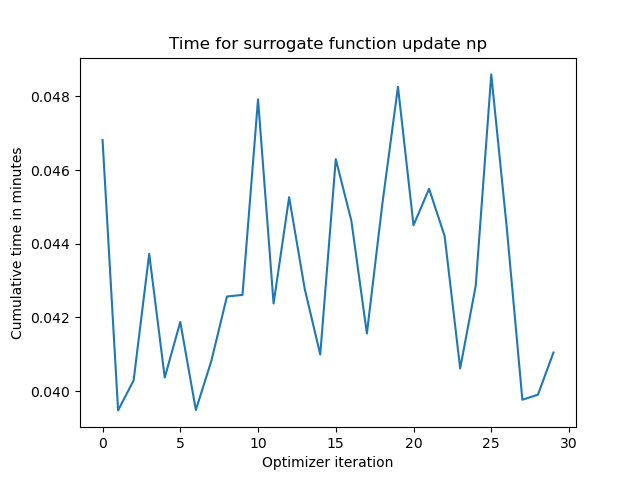 Time for surrogate function update np
Cumulative time in minutes
0.048
0.046
0.044
0.042
0.040
0 5 10 15 20 25 30
Optimizer iteration